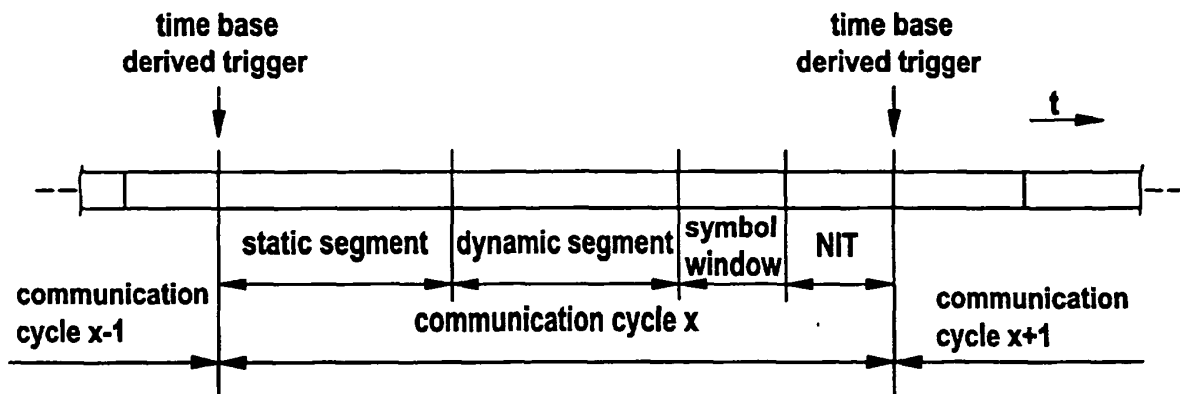 time base
derived trigger
time base
derived trigger
t
static segment
dynamic segment
symbol
window
NIT
communication
cycle x-1
communication cycle x
communication
cycle x+1